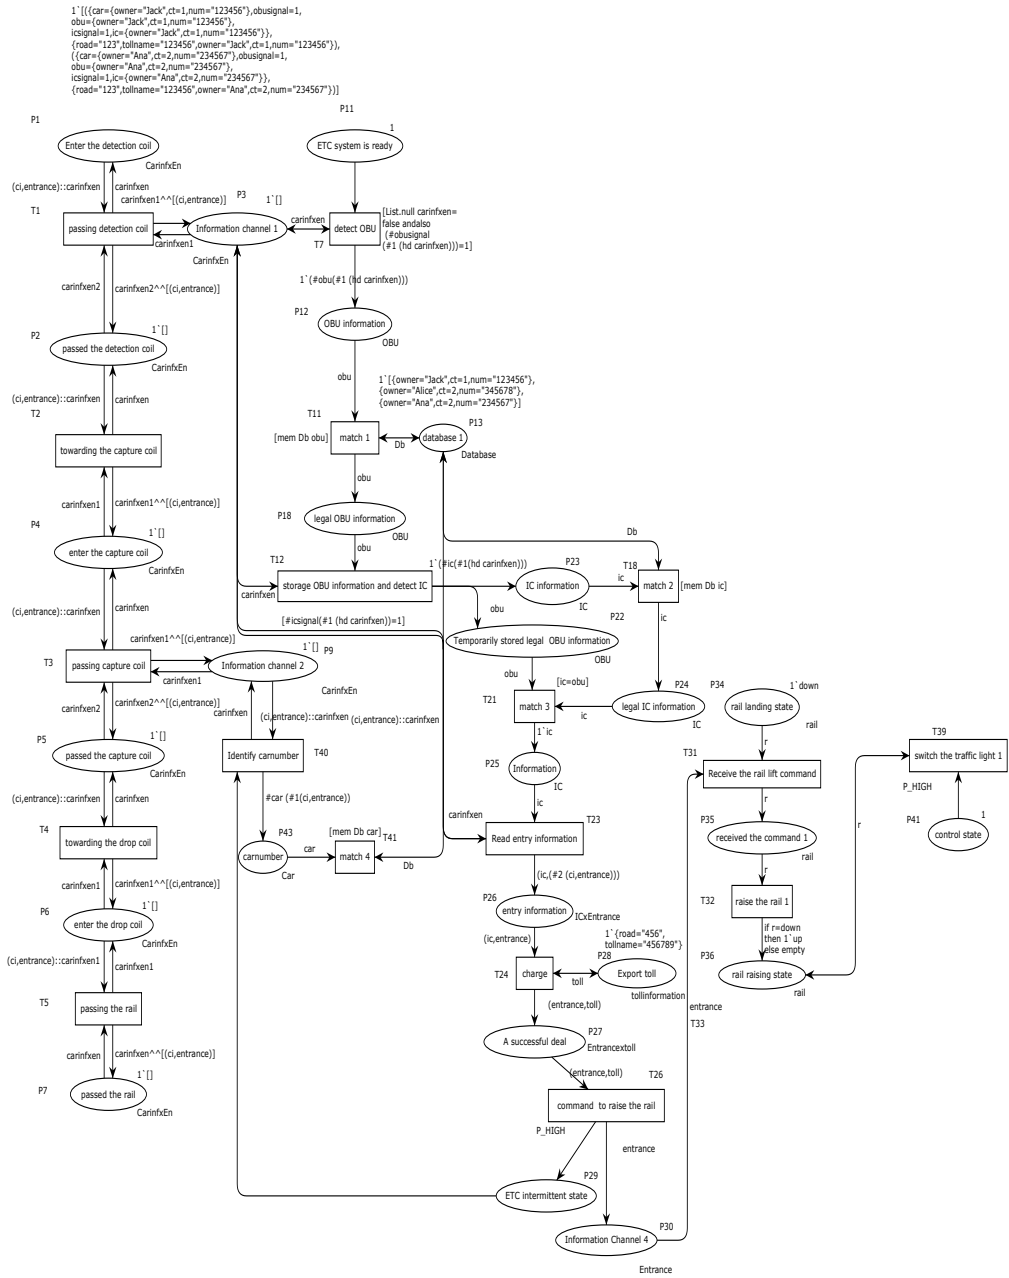 1`[({car={owner="Jack",ct=1,num="123456"},obusignal=1,
obu={owner="Jack",ct=1,num="123456"},
icsignal=1,ic={owner="Jack",ct=1,num="123456"}},
{road="123",tollname="123456",owner="Jack",ct=1,num="123456"}),
({car={owner="Ana",ct=2,num="234567"},obusignal=1,
obu={owner="Ana",ct=2,num="234567"},
icsignal=1,ic={owner="Ana",ct=2,num="234567"}},
{road="123",tollname="123456",owner="Ana",ct=2,num="234567"})]
P1
Enter the detection coil
CarinfxEn
(ci,entrance)::carinfxen
carinfxen
T1
passing detection coil
carinfxen1^^[(ci,entrance)]
carinfxen1
P3
1`[]
Information channel 1
CarinfxEn
carinfxen
P11
1
ETC system is ready
detect OBU
T7
[List.null carinfxen=
false andalso
(#obusignal
(#1 (hd carinfxen)))=1]
carinfxen2
carinfxen2^^[(ci,entrance)]
1`(#obu(#1 (hd carinfxen)))
P12
OBU information
OBU
P2
1`[]
passed the detection coil
CarinfxEn
obu
1`[{owner="Jack",ct=1,num="123456"},
{owner="Alice",ct=2,num="345678"},
{owner="Ana",ct=2,num="234567"}]
(ci,entrance)::carinfxen
carinfxen
T2
towarding the capture coil
T11
[mem Db obu]
match 1
Db
P13
database 1
Database
obu
carinfxen1
carinfxen1^^[(ci,entrance)]
P18
legal OBU information
OBU
obu
P4
1`[]
enter the capture coil
CarinfxEn
T12
storage OBU information and detect IC
carinfxen
[#icsignal(#1 (hd carinfxen))=1]
1`(#ic(#1(hd carinfxen)))
P23
IC information
IC
ic
Db
T18
match 2
[mem Db ic]
obu
P22
ic
Temporarily stored legal  OBU information
OBU
(ci,entrance)::carinfxen
carinfxen
T3
passing capture coil
carinfxen1^^[(ci,entrance)]
carinfxen1
1`[]
P9
Information channel 2
CarinfxEn
obu
[ic=obu]
T21
match 3
ic
P24
legal IC information
IC
P34
1`down
rail landing state
rail
carinfxen2
carinfxen2^^[(ci,entrance)]
carinfxen
(ci,entrance)::carinfxen
(ci,entrance)::carinfxen
P5
1`[]
passed the capture coil
CarinfxEn
Identify carnumber
T40
1`ic
P25
Information
IC
r
T31
Receive the rail lift command
T39
switch the traffic light 1
P_HIGH
(ci,entrance)::carinfxen
carinfxen
#car (#1(ci,entrance))
ic
carinfxen
T23
Read entry information
r
P35
received the command 1
rail
r
P41
1
control state
T4
towarding the drop coil
P43
carnumber
Car
car
[mem Db car]
T41
match 4
Db
(ic,(#2 (ci,entrance)))
r
carinfxen1
carinfxen1^^[(ci,entrance)]
P6
1`[]
enter the drop coil
CarinfxEn
P26
entry information
ICxEntrance
T32
raise the rail 1
if r=down
then 1`up
else empty
(ic,entrance)
1`{road="456",
tollname="456789"}
P28
Export toll
tollinformation
T24
charge
toll
P36
rail raising state
rail
(ci,entrance)::carinfxen1
carinfxen1
T5
passing the rail
(entrance,toll)
entrance
T33
P27
A successful deal
Entrancextoll
carinfxen
carinfxen^^[(ci,entrance)]
P7
1`[]
passed the rail
CarinfxEn
(entrance,toll)
T26
command  to raise the rail
P_HIGH
entrance
P29
ETC intermittent state
P30
Information Channel 4
Entrance